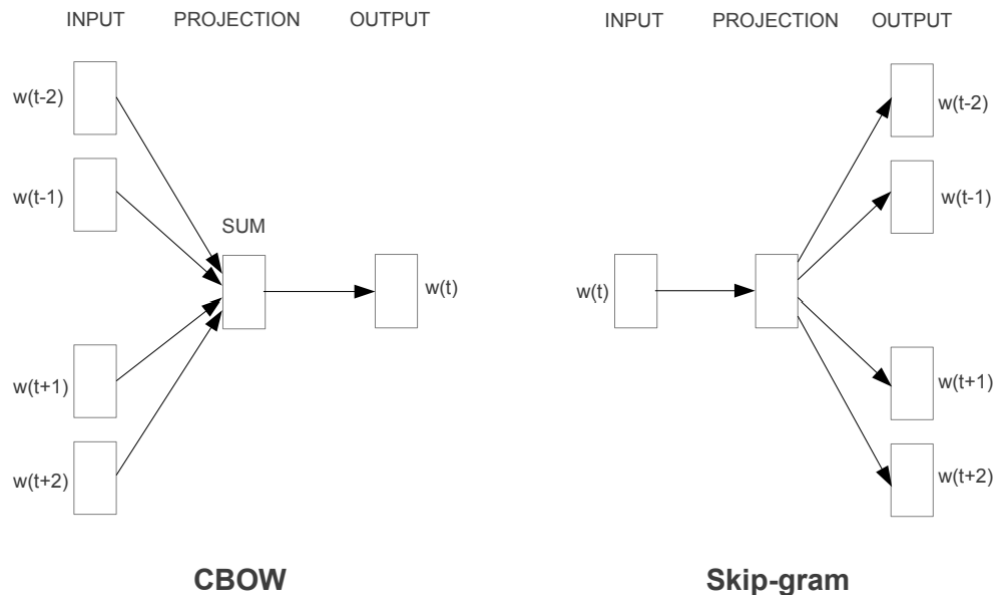 INPUT PROJECTION OUTPUT
w(t-2)
w(t-1)
SUM
w(t)
w(t+1)
w(t+2)
CBOW
INPUT PROJECTION OUTPUT
w(t-2)
w(t-1)
w(t)
w(t+1)
w(t+2)
Skip-gram